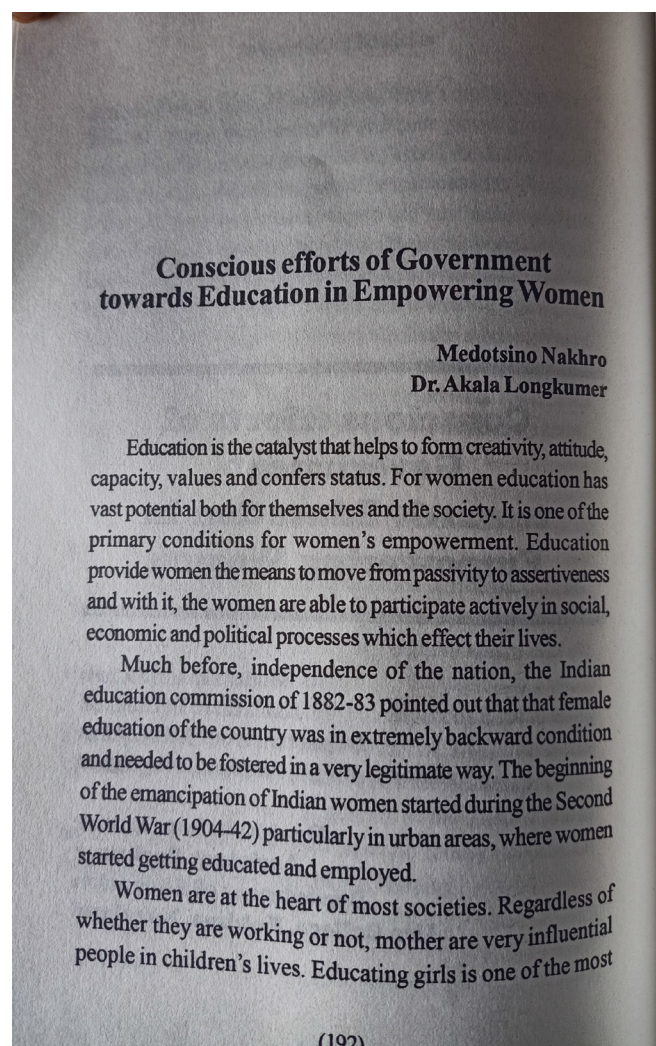 Conscious efforts of Government
towards Education in Empowering Women
Medotsino Nakhro
Dr. Akala Longkumer
Education is the catalyst that helps to form creativity, attitude,
capacity, values and confers status. For women education has
vast potential both for themselves and the society. It is one of the
primary conditions for women's empowerment. Education
provide women the means to move from passivity to assertiveness
and with it, the women are able to participate actively in social,
economic and political processes which effect their lives.
Much before, independence of the nation, the Indian
education commission of 1882-83 pointed out that that female
education of the country was in extremely backward condition
and needed to be fostered in a very legitimate way. The beginning
of the emancipation of Indian women started during the Second
World War (1904-42) particularly in urban areas, where women
started getting educated and employed.
Women are at the heart of most societies. Regardless of
whether they are working or not, mother are very influential
people in children's lives. Educating girls is one of the most
(192)